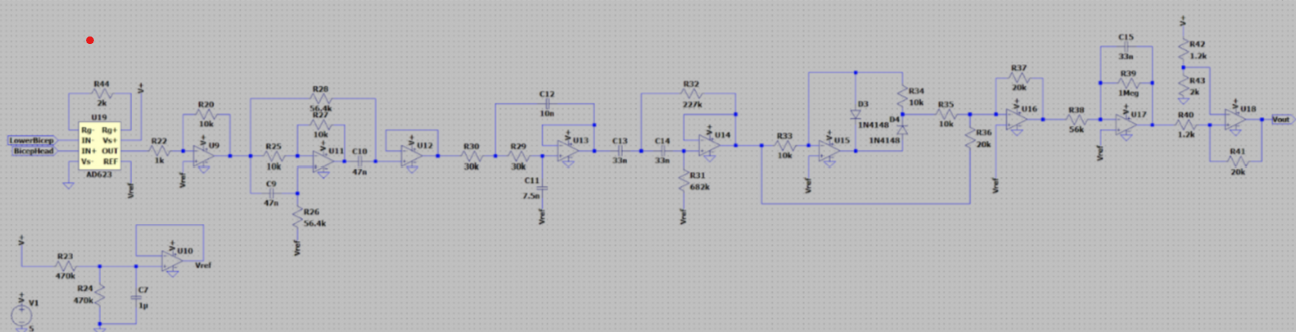 R44
2k
V+
U19
Rg- Rg+
IN- Vs+
IN+ OUT
Vs- REF
AD623
LowerBicep
BicepHead
Vref
R22
1k
R20
10k
V+
U9
Vref
R28
56.4k
R27
10k
R25
10k
V+
U11
C9
47n
R26
56.4k
Vref
C10
47n
V+
U12
C12
10n
R30
30k
R29
30k
V+
U13
C11
7.5n
Vref
C13
33n
C14
33n
R32
227k
V+
U14
R31
682k
Vref
R33
10k
V+
U15
Vref
D3
1N4148
R34
10k
D4
1N4148
R35
10k
R36
20k
R37
20k
V+
U16
Vref
R38
56k
C15
33n
R39
1Meg
V+
U17
Vref
V+
R42
1.2k
R43
2k
R40
1.2k
V+
U18
R41
20k
Vout
V+
R23
470k
R24
470k
C7
1p
V+
U10
Vref
V+
V1
5